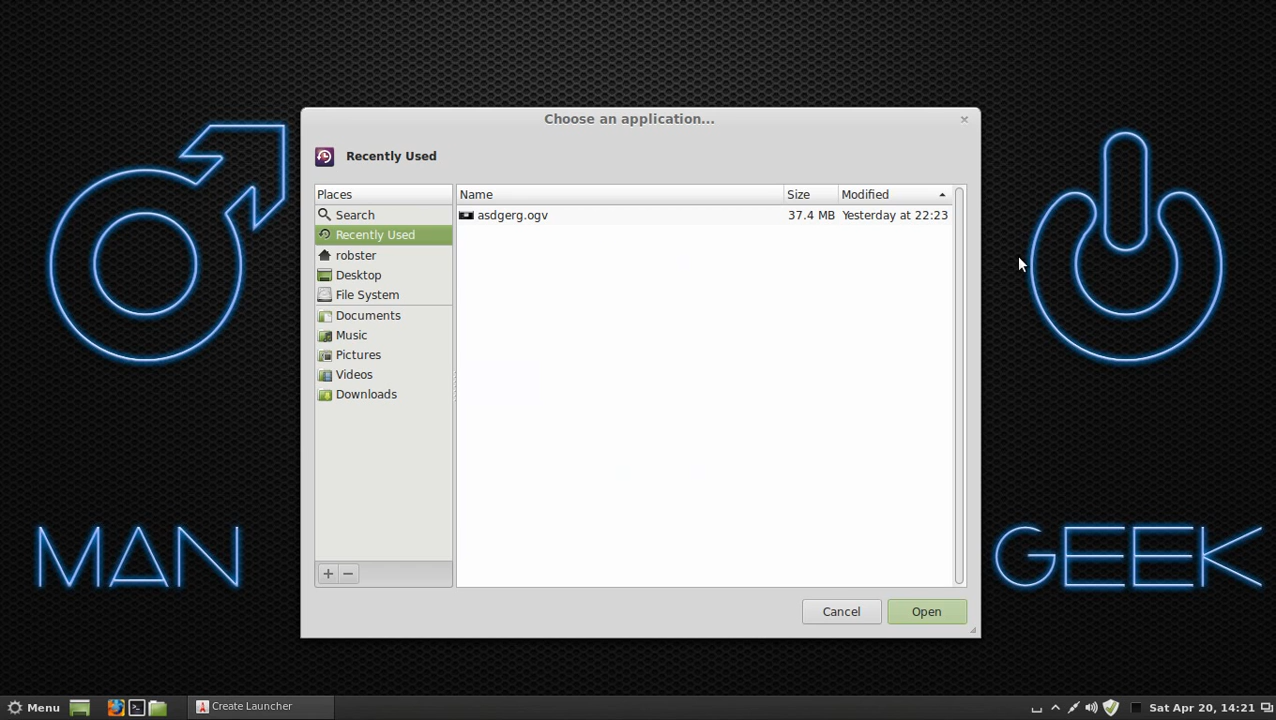 Choose an application...
Recently Used
Places
Name Size Modified
Search
Recently Used
robster
Desktop
File System
Documents
Music
Pictures
Videos
Downloads
asdgerg.ogv 37.4 MB Yesterday at 22:23
Cancel Open
MAN GEEK
Menu Create Launcher Sat Apr 20, 14:21